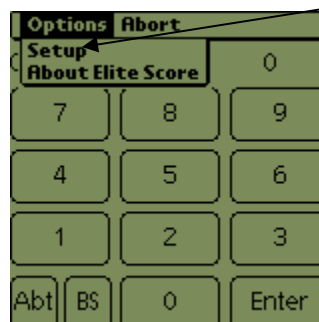 Options Abort
Setup
About Elite Score
0
7 8 9
4 5 6
1 2 3
Abt BS 0 Enter